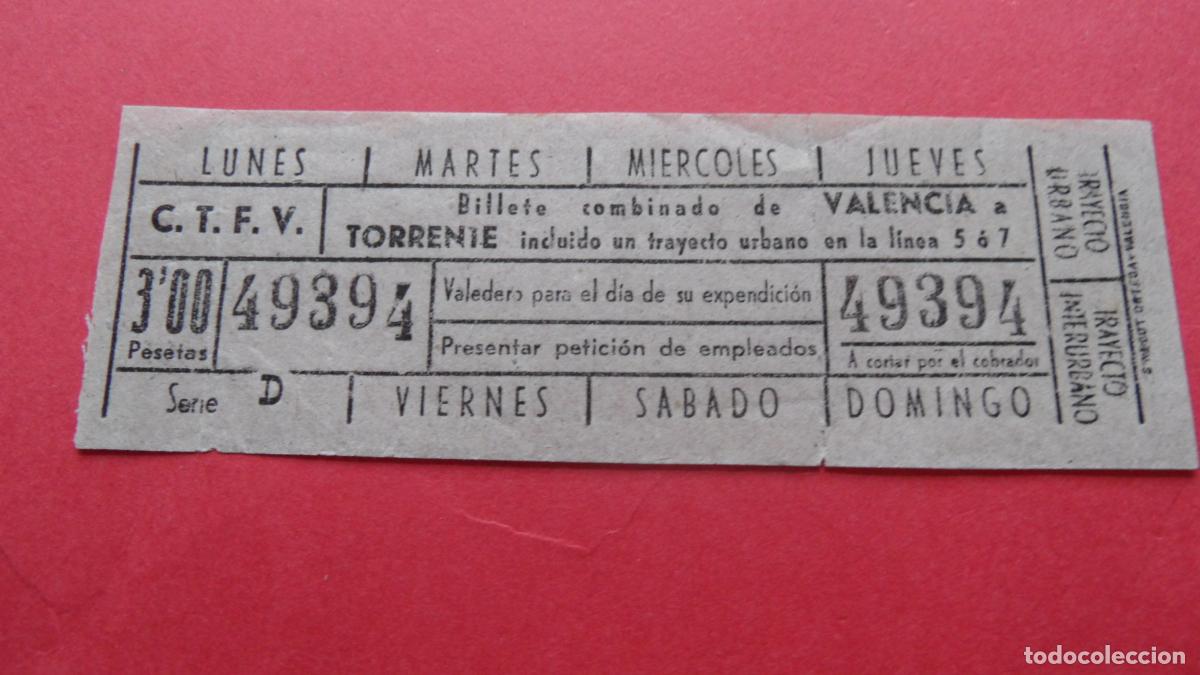 LUNES | MARTES | MIERCOLES | JUEVES
C. T. F. V.
Billete combinado de VALENCIA a
TORRENTE incluido un trayecto urbano en la línea 5 ó 7
3'00
Pesetas
49394
Valedero para el día de su expendición
Presentar petición de empleados
49394
A cortar por el cobrador
Serie D | VIERNES | SABADO | DOMINGO
TRAYECTO
URBANO
TRAYECTO
INTERURBANO
ORTEGA-VALENCIA
todocoleccion